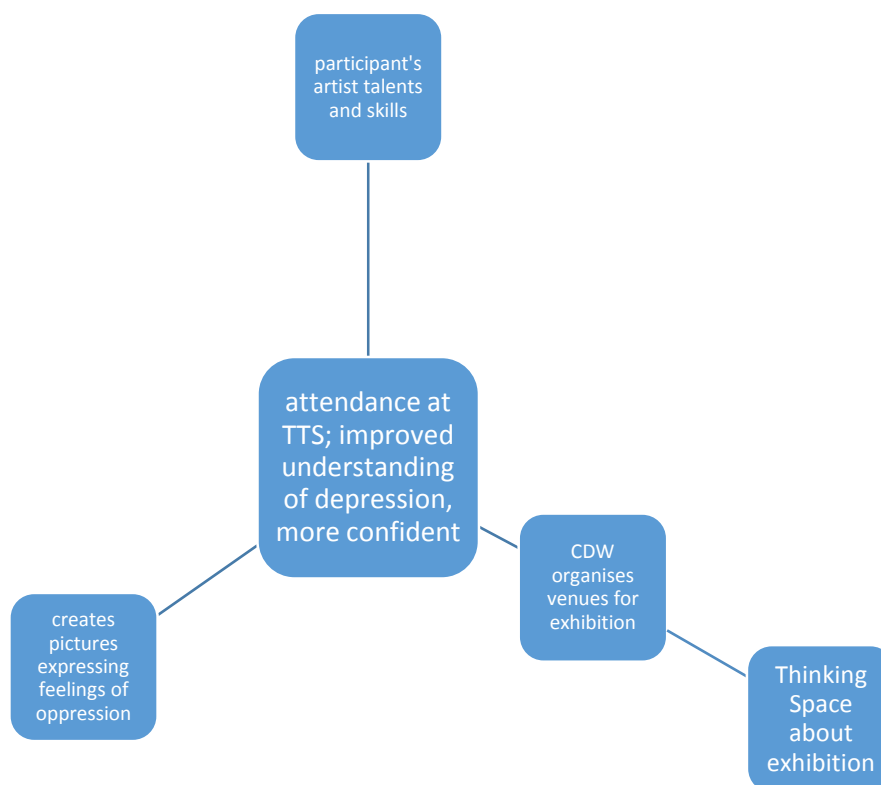 participant's
artist talents
and skills
attendance at
TTS; improved
understanding
of depression,
more confident
CDW
organises
venues for
exhibition
creates
pictures
expressing
feelings of
oppression
Thinking
Space
about
exhibition